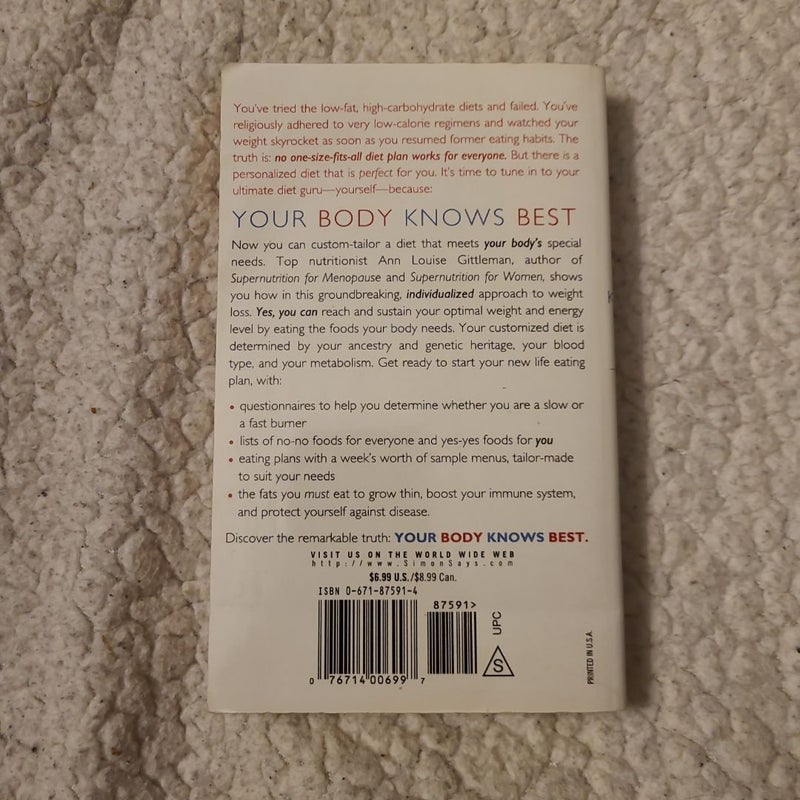 You've tried the low-fat, high-carbohydrate diets and failed. You've
religiously adhered to very low-calorie regimens and watched your
weight skyrocket as soon as you resumed former eating habits. The
truth is: no one-size-fits-all diet plan works for everyone. But there is a
personalized diet that is perfect for you. It's time to tune in to your
ultimate diet guru—yourself—because:
YOUR BODY KNOWS BEST
Now you can custom-tailor a diet that meets your body's special
needs. Top nutritionist Ann Louise Gittleman, author of
Supernutrition for Menopause and Supernutrition for Women, shows
you how in this groundbreaking, individualized approach to weight
loss. Yes, you can reach and sustain your optimal weight and energy
level by eating the foods your body needs. Your customized diet is
determined by your ancestry and genetic heritage, your blood
type, and your metabolism. Get ready to start your new life eating
plan, with:
• questionnaires to help you determine whether you are a slow or
a fast burner
• lists of no-no foods for everyone and yes-yes foods for you
• eating plans with a week's worth of sample menus, tailor-made
to suit your needs
• the fats you must eat to grow thin, boost your immune system,
and protect yourself against disease.
Discover the remarkable truth: YOUR BODY KNOWS BEST.
VISIT US ON THE WORLD WIDE WEB
http://www.SimonSays.com
$6.99 U.S./$8.99 Can.
ISBN 0-671-87591-4
87591>
UPC
S
0 76714 00699 7
PRINTED IN U.S.A.